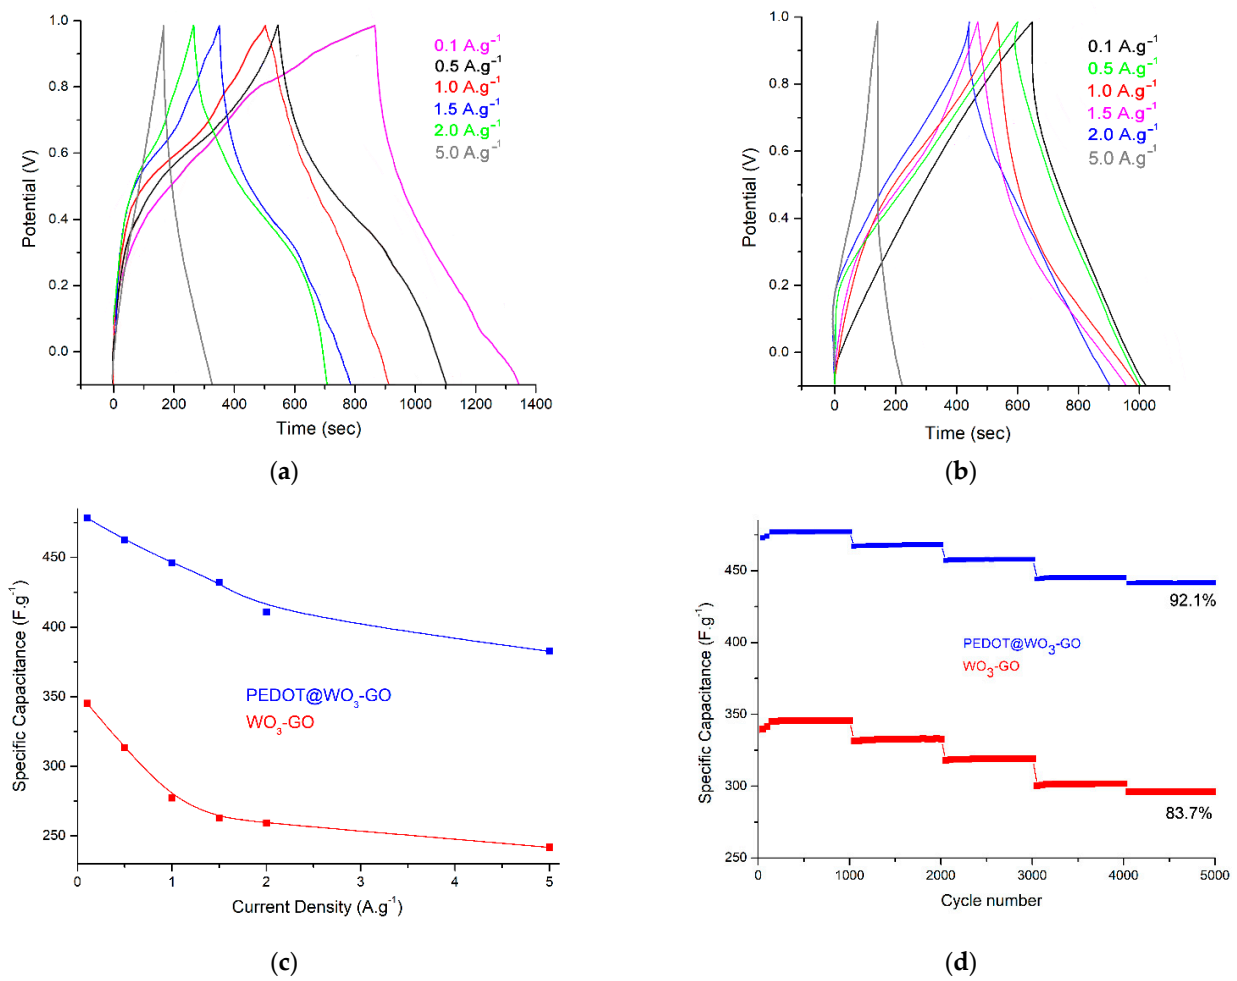 1.0
0.8
0.6
0.4
0.2
0.0
Potential (V)
0.1 A.g⁻¹
0.5 A.g⁻¹
1.0 A.g⁻¹
1.5 A.g⁻¹
2.0 A.g⁻¹
5.0 A.g⁻¹
0 200 400 600 800 1000 1200 1400
Time (sec)
(a)
1.0
0.8
0.6
0.4
0.2
0.0
Potential (V)
0.1 A.g⁻¹
0.5 A.g⁻¹
1.0 A.g⁻¹
1.5 A.g⁻¹
2.0 A.g⁻¹
5.0 A.g⁻¹
0 200 400 600 800 1000
Time (sec)
(b)
450
400
350
300
250
Specific Capacitance (F.g⁻¹)
PEDOT@WO₃-GO
WO₃-GO
0 1 2 3 4 5
Current Density (A.g⁻¹)
(c)
450
400
350
300
250
Specific Capacitance (F.g⁻¹)
92.1%
PEDOT@WO₃-GO
WO₃-GO
83.7%
0 1000 2000 3000 4000 5000
Cycle number
(d)